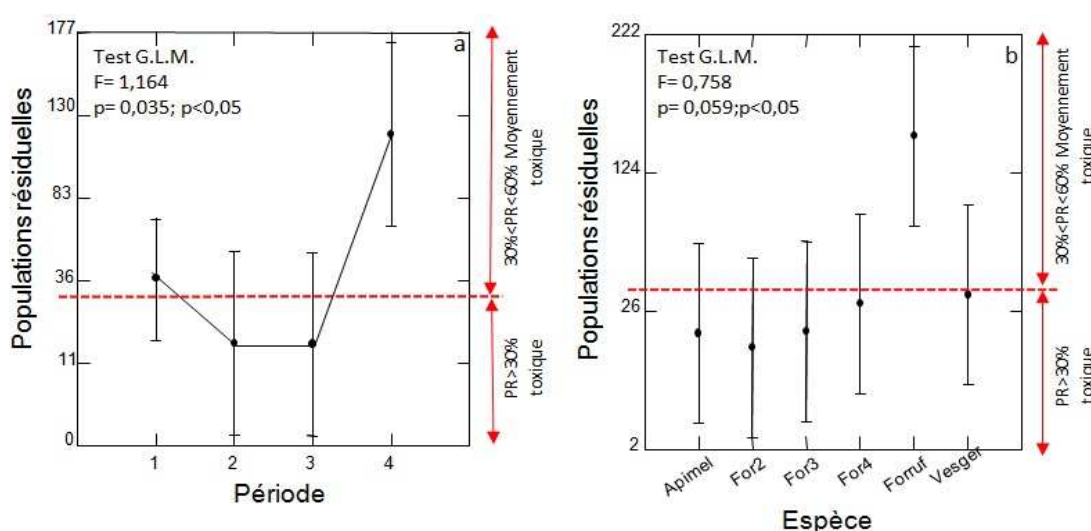 a
Test G.L.M.
F= 1,164
p= 0,035; p<0,05
Populations résiduelles
177
130
83
36
11
0
1 2 3 4
Période
30%<PR<60% Moyennement
toxique
PR>30%
toxique
b
Test G.L.M.
F= 0,758
p= 0,059;p<0,05
Populations résiduelles
222
124
26
2
Apimel For2 For3 For4 Forruf Vesger
Espèce
30%<PR<60% Moyennement
toxique
PR>30%
toxique